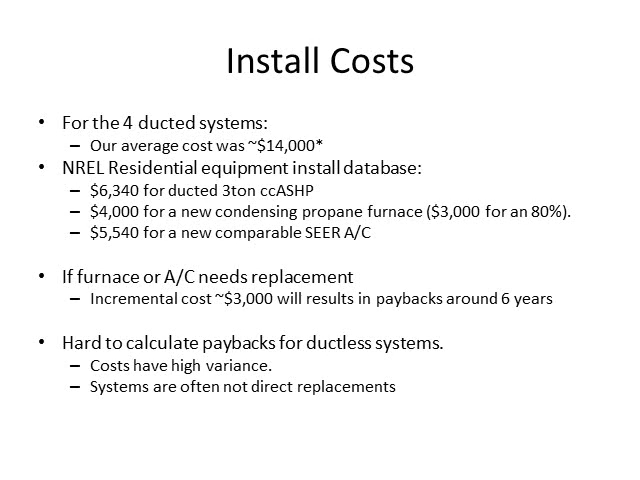 Install Costs
• For the 4 ducted systems:
– Our average cost was ~$14,000*
• NREL Residential equipment install database:
– $6,340 for ducted 3ton ccASHP
– $4,000 for a new condensing propane furnace ($3,000 for an 80%).
– $5,540 for a new comparable SEER A/C
• If furnace or A/C needs replacement
– Incremental cost ~$3,000 will results in paybacks around 6 years
• Hard to calculate paybacks for ductless systems.
– Costs have high variance.
– Systems are often not direct replacements